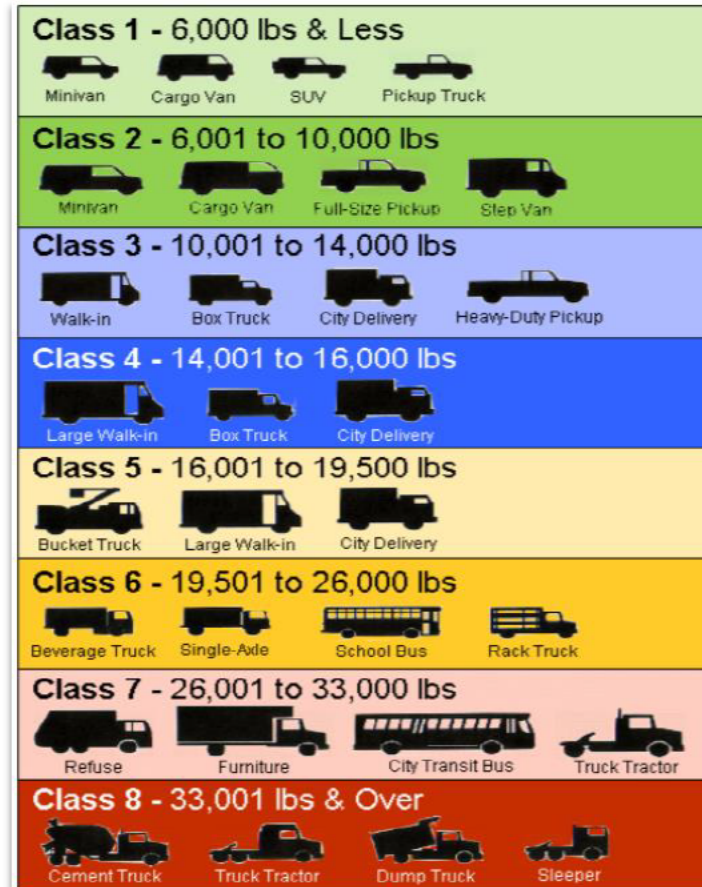 Class 1 - 6,000 lbs & Less
Minivan Cargo Van SUV Pickup Truck
Class 2 - 6,001 to 10,000 lbs
Minivan Cargo Van Full-Size Pickup Step Van
Class 3 - 10,001 to 14,000 lbs
Walk-in Box Truck City Delivery Heavy-Duty Pickup
Class 4 - 14,001 to 16,000 lbs
Large Walk-in Box Truck City Delivery
Class 5 - 16,001 to 19,500 lbs
Bucket Truck Large Walk-in City Delivery
Class 6 - 19,501 to 26,000 lbs
Beverage Truck Single-Axle School Bus Rack Truck
Class 7 - 26,001 to 33,000 lbs
Refuse Furniture City Transit Bus Truck Tractor
Class 8 - 33,001 lbs & Over
Cement Truck Truck Tractor Dump Truck Sleeper